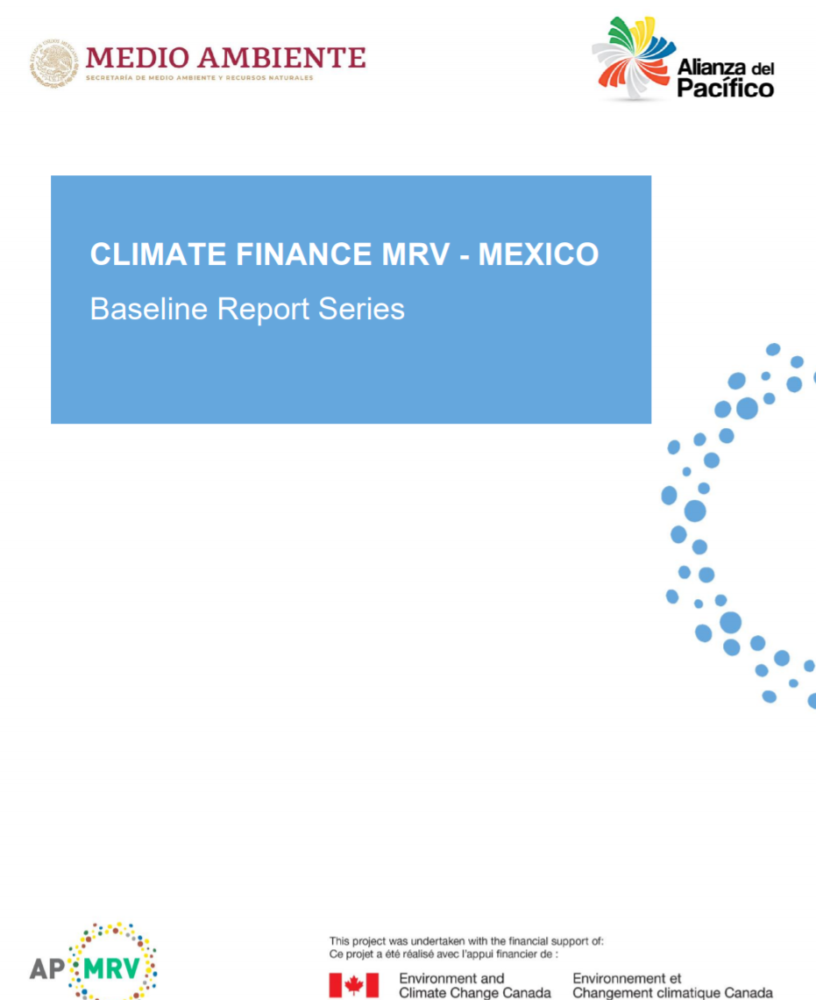 MEDIO AMBIENTE
SECRETARÍA DE MEDIO AMBIENTE Y RECURSOS NATURALES
Alianza del
Pacífico
CLIMATE FINANCE MRV - MEXICO
Baseline Report Series
AP MRV
This project was undertaken with the financial support of:
Ce projet a été réalisé avec l'appui financier de :
Environment and
Climate Change Canada
Environnement et
Changement climatique Canada